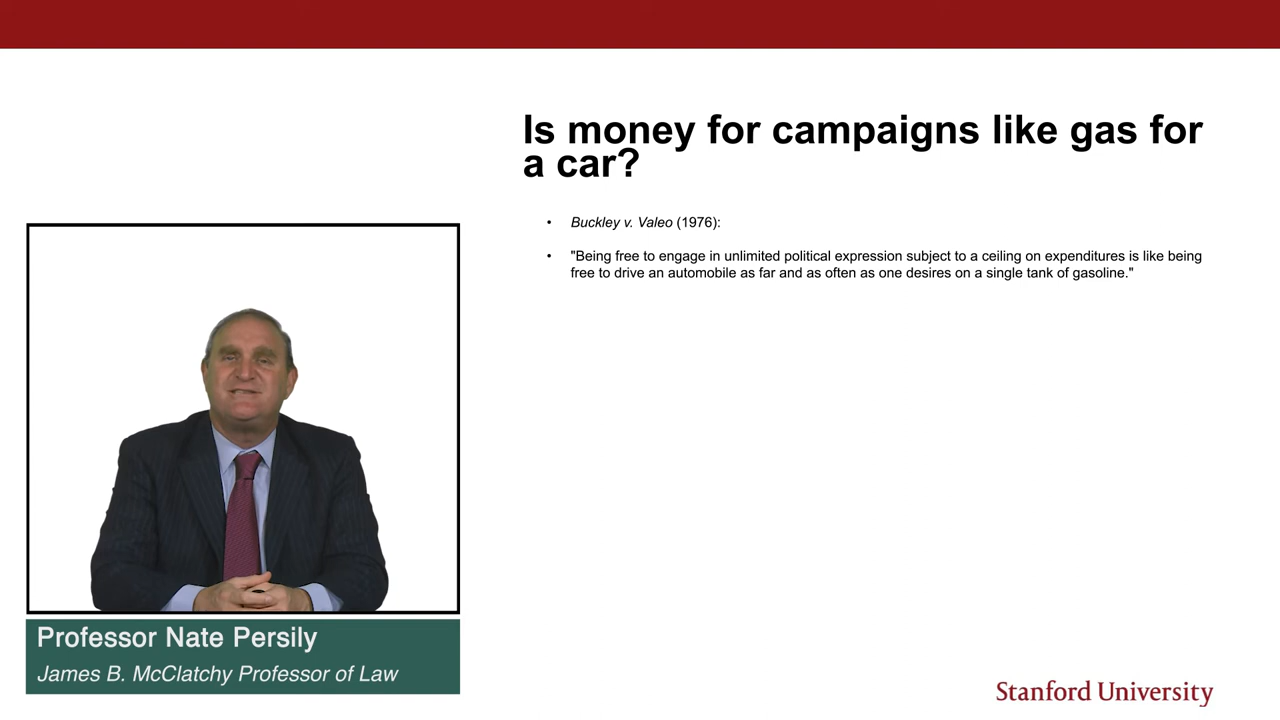 Is money for campaigns like gas for
a car?
• Buckley v. Valeo (1976):
• "Being free to engage in unlimited political expression subject to a ceiling on expenditures is like being
free to drive an automobile as far and as often as one desires on a single tank of gasoline."
Professor Nate Persily
James B. McClatchy Professor of Law
Stanford University